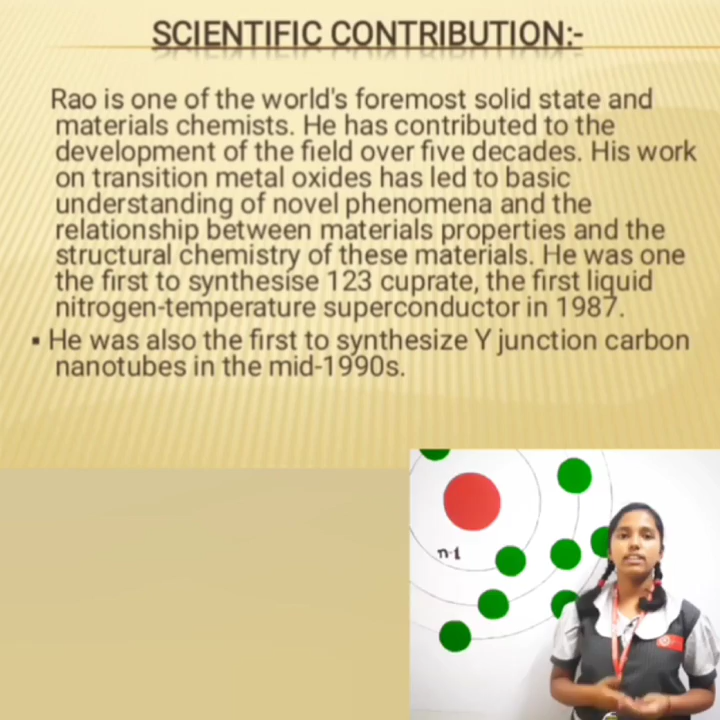 SCIENTIFIC CONTRIBUTION:-
Rao is one of the world's foremost solid state and
materials chemists. He has contributed to the
development of the field over five decades. His work
on transition metal oxides has led to basic
understanding of novel phenomena and the
relationship between materials properties and the
structural chemistry of these materials. He was one
the first to synthesise 123 cuprate, the first liquid
nitrogen-temperature superconductor in 1987.
▪ He was also the first to synthesize Y junction carbon
nanotubes in the mid-1990s.
n-1